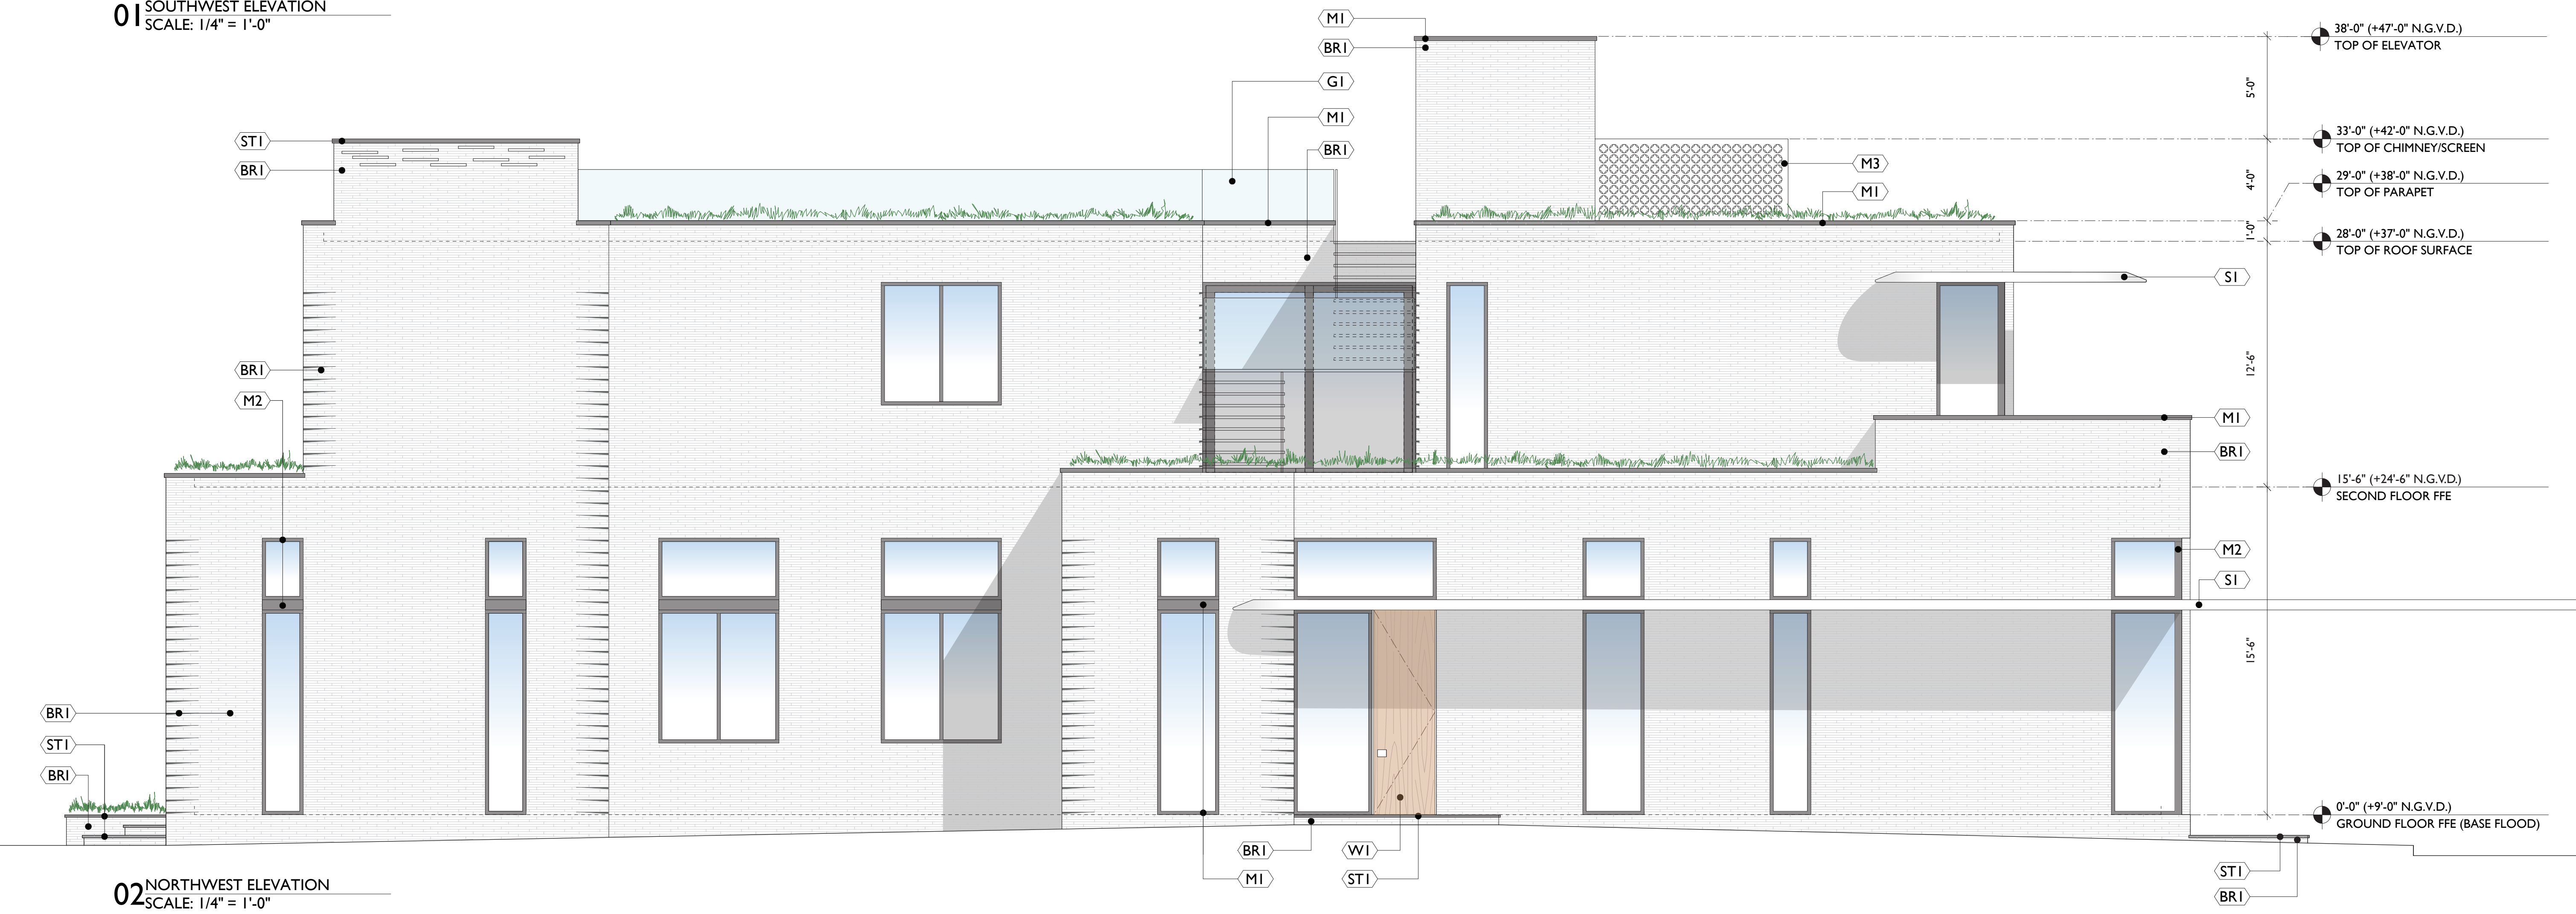 01 SOUTHWEST ELEVATION
SCALE: 1/4" = 1'-0"
M1
BR1
G1
M1
BR1
ST1
BR1
M3
M1
38'-0" (+47'-0" N.G.V.D.)
TOP OF ELEVATOR
5'-0"
33'-0" (+42'-0" N.G.V.D.)
TOP OF CHIMNEY/SCREEN
4'-0"
29'-0" (+38'-0" N.G.V.D.)
TOP OF PARAPET
1'-0"
28'-0" (+37'-0" N.G.V.D.)
TOP OF ROOF SURFACE
S1
BR1
M2
12'-6"
M1
BR1
15'-6" (+24'-6" N.G.V.D.)
SECOND FLOOR FFE
M2
S1
15'-6"
BR1
ST1
BR1
0'-0" (+9'-0" N.G.V.D.)
GROUND FLOOR FFE (BASE FLOOD)
BR1
W1
M1
ST1
ST1
BR1
02 NORTHWEST ELEVATION
SCALE: 1/4" = 1'-0"